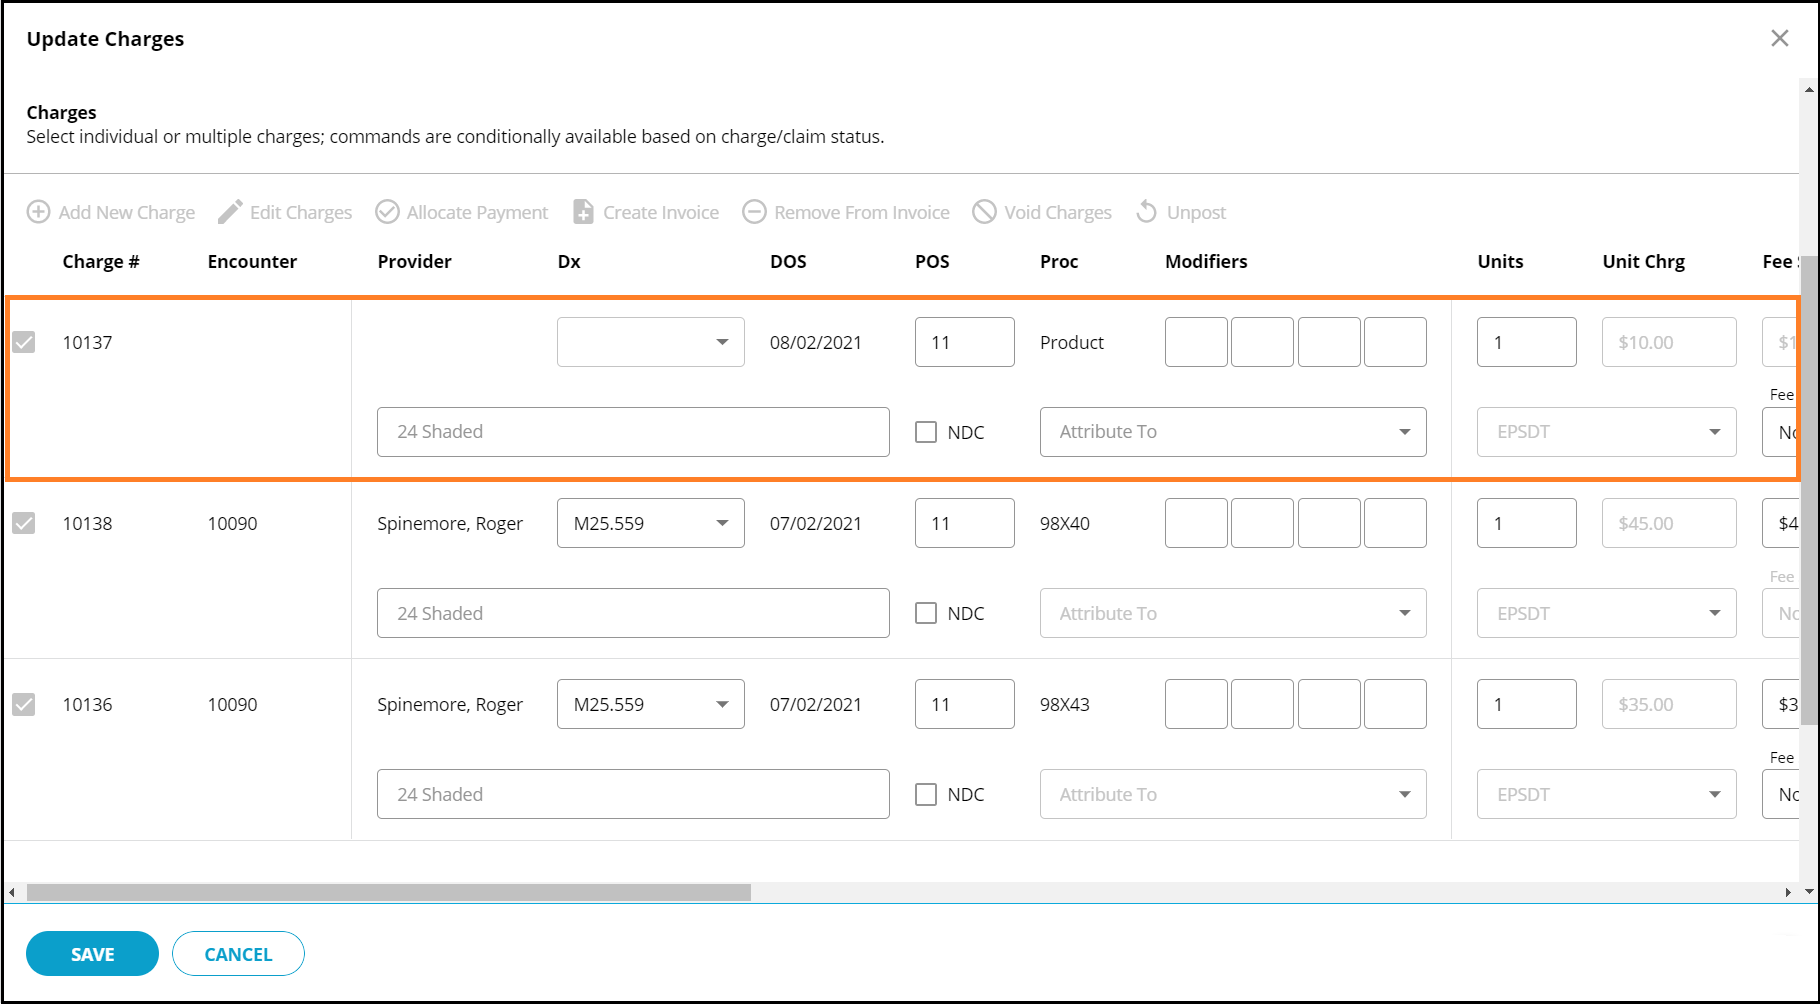 Update Charges
Charges
Select individual or multiple charges; commands are conditionally available based on charge/claim status.
Add New Charge Edit Charges Allocate Payment Create Invoice Remove From Invoice Void Charges Unpost
Charge # Encounter Provider Dx DOS POS Proc Modifiers Units Unit Chrg Fee
10137 08/02/2021 11 Product 1 $10.00 $1
Fee
24 Shaded NDC Attribute To EPSDT No
10138 10090 Spinemore, Roger M25.559 07/02/2021 11 98X40 1 $45.00 $4
Fee
24 Shaded NDC Attribute To EPSDT No
10136 10090 Spinemore, Roger M25.559 07/02/2021 11 98X43 1 $35.00 $3
Fee
24 Shaded NDC Attribute To EPSDT No
SAVE CANCEL